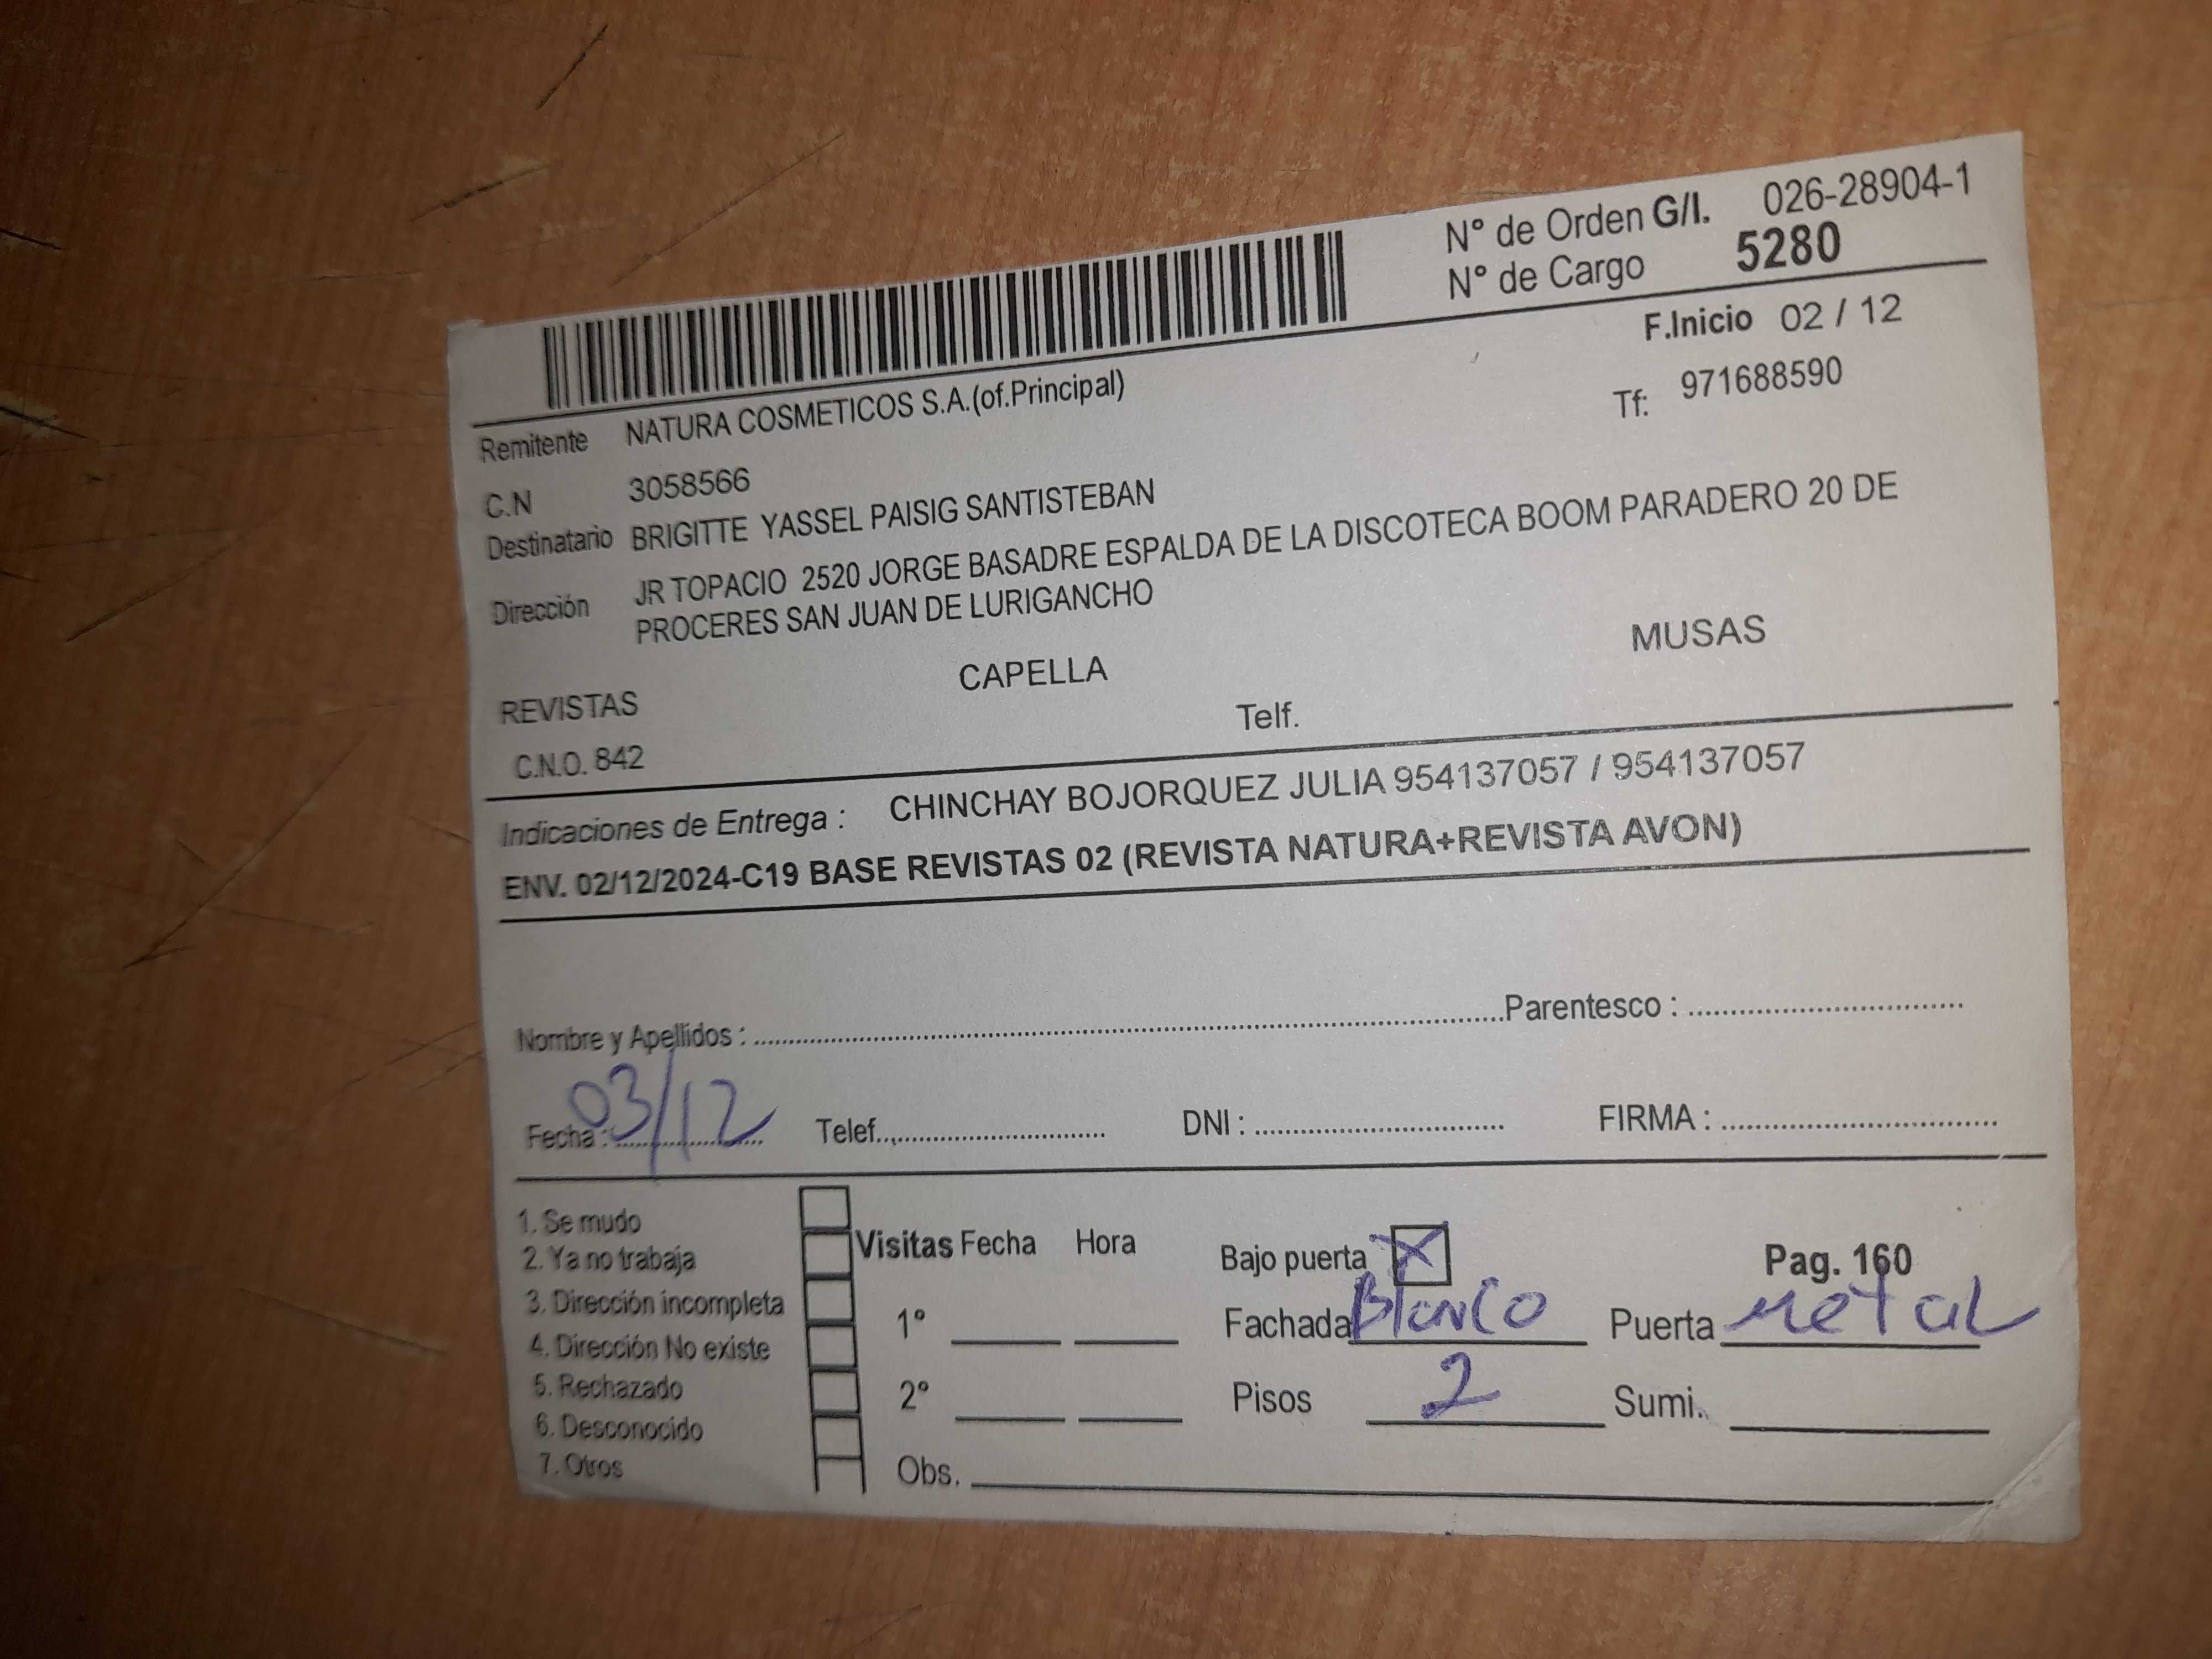 N° de Orden G/I. 026-28904-1
N° de Cargo 5280
F.Inicio 02 / 12
Remitente NATURA COSMETICOS S.A.(of.Principal) Tf: 971688590
C.N 3058566
Destinatario BRIGITTE YASSEL PAISIG SANTISTEBAN
Dirección JR TOPACIO 2520 JORGE BASADRE ESPALDA DE LA DISCOTECA BOOM PARADERO 20 DE
PROCERES SAN JUAN DE LURIGANCHO
REVISTAS CAPELLA MUSAS
C.N.O. 842 Telf.
Indicaciones de Entrega : CHINCHAY BOJORQUEZ JULIA 954137057 / 954137057
ENV. 02/12/2024-C19 BASE REVISTAS 02 (REVISTA NATURA+REVISTA AVON)
Nombre y Apellidos : Parentesco :
Fecha : 03/12 Telef. DNI : FIRMA :
1. Se mudo
2. Ya no trabaja
3. Dirección incompleta
4. Dirección No existe
5. Rechazado
6. Desconocido
7. Otros
Visitas Fecha Hora
1°
2°
Obs.
Bajo puerta X Pag. 160
Fachada Blanco Puerta Metal
Pisos 2 Sumi.